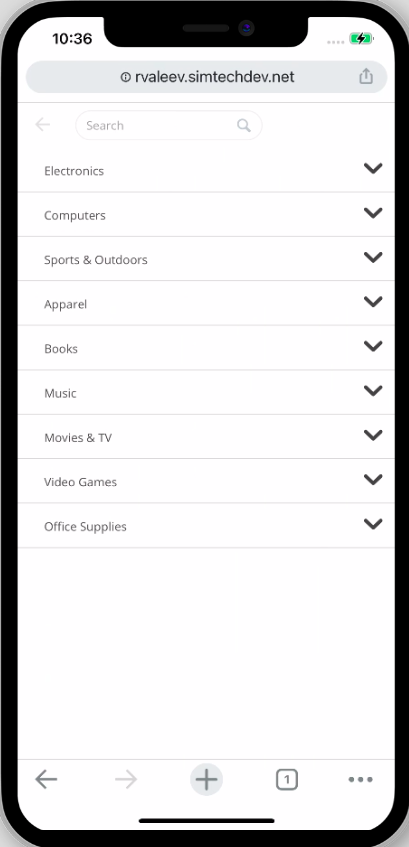 10:36
rvaleev.simtechdev.net
Search
Electronics
Computers
Sports & Outdoors
Apparel
Books
Music
Movies & TV
Video Games
Office Supplies
1